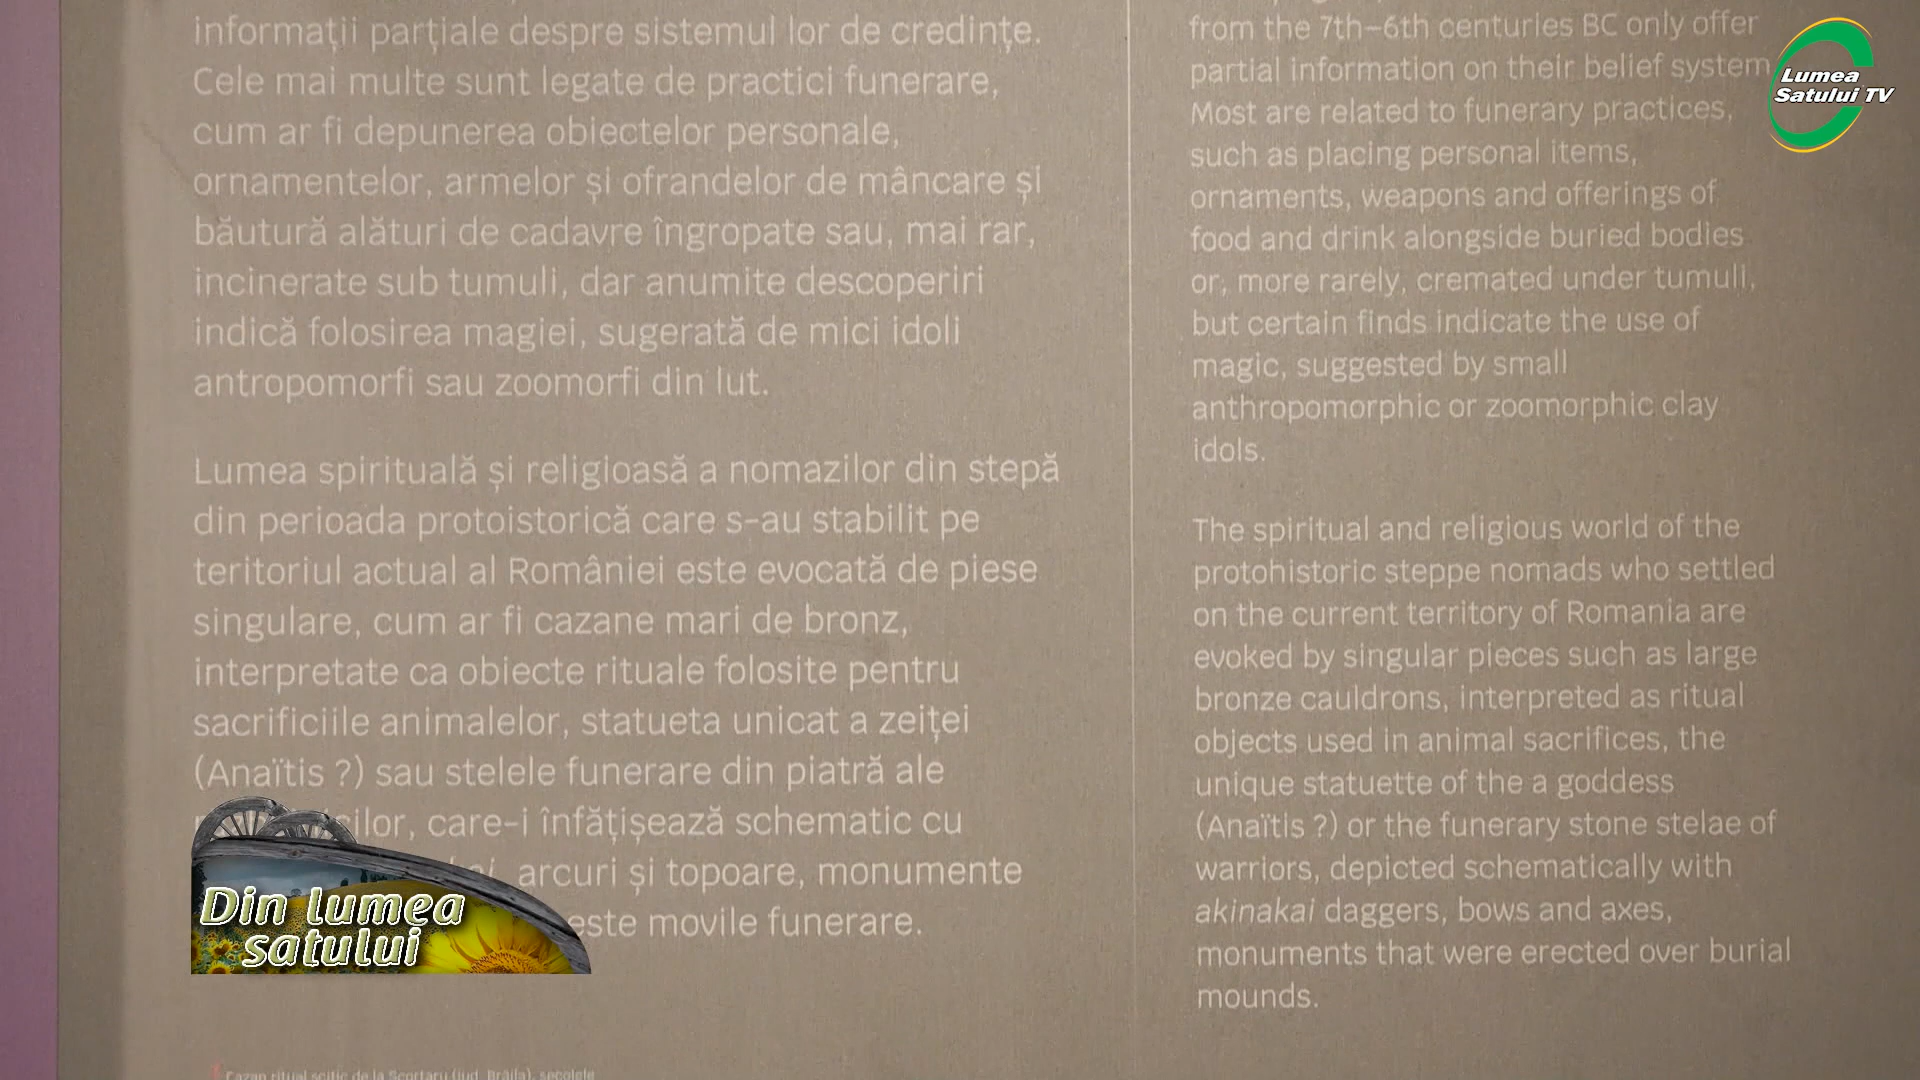 informații parțiale despre sistemul lor de credințe.
Cele mai multe sunt legate de practici funerare,
cum ar fi depunerea obiectelor personale,
ornamentelor, armelor și ofrandelor de mâncare și
băutură alături de cadavre îngropate sau, mai rar,
incinerate sub tumuli, dar anumite descoperiri
indică folosirea magiei, sugerată de mici idoli
antropomorfi sau zoomorfi din lut.
Lumea spirituală și religioasă a nomazilor din stepă
din perioada protoistorică care s-au stabilit pe
teritoriul actual al României este evocată de piese
singulare, cum ar fi cazane mari de bronz,
interpretate ca obiecte rituale folosite pentru
sacrificiile animalelor, statueta unicat a zeiței
(Anaïtis ?) sau stelele funerare din piatră ale
care-i înfățișează schematic cu
arcuri și topoare, monumente
movile funerare.
Cazan ritual scitic de la Scorțaru (jud. Brăila), secolele
from the 7th-6th centuries BC only offer
partial information on their belief system
Most are related to funerary practices,
such as placing personal items,
ornaments, weapons and offerings of
food and drink alongside buried bodies
or, more rarely, cremated under tumuli,
but certain finds indicate the use of
magic, suggested by small
anthropomorphic or zoomorphic clay
idols.
The spiritual and religious world of the
protohistoric steppe nomads who settled
on the current territory of Romania are
evoked by singular pieces such as large
bronze cauldrons, interpreted as ritual
objects used in animal sacrifices, the
unique statuette of the a goddess
(Anaïtis ?) or the funerary stone stelae of
warriors, depicted schematically with
akinakai daggers, bows and axes,
monuments that were erected over burial
mounds.
Lumea
Satului TV
Din lumea
satului